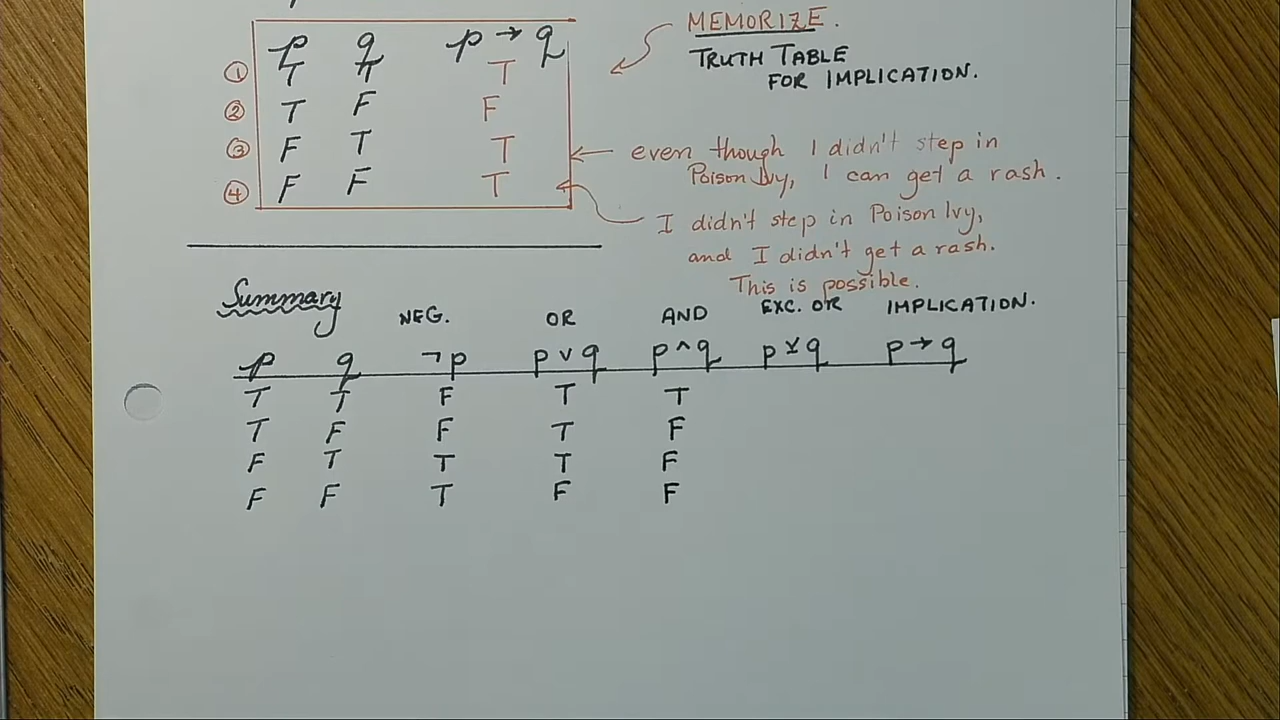 MEMORIZE.
p q p → q
TRUTH TABLE
① T T T
FOR IMPLICATION.
② T F F
③ F T T
even though I didn't step in
Poison Ivy, I can get a rash.
④ F F T
I didn't step in Poison Ivy,
and I didn't get a rash.
This is possible.
Summary NEG. OR AND EXC. OR IMPLICATION.
p q ¬p p ∨ q p ∧ q p ⊻ q p → q
T T F T T
T F F T F
F T T T F
F F T F F